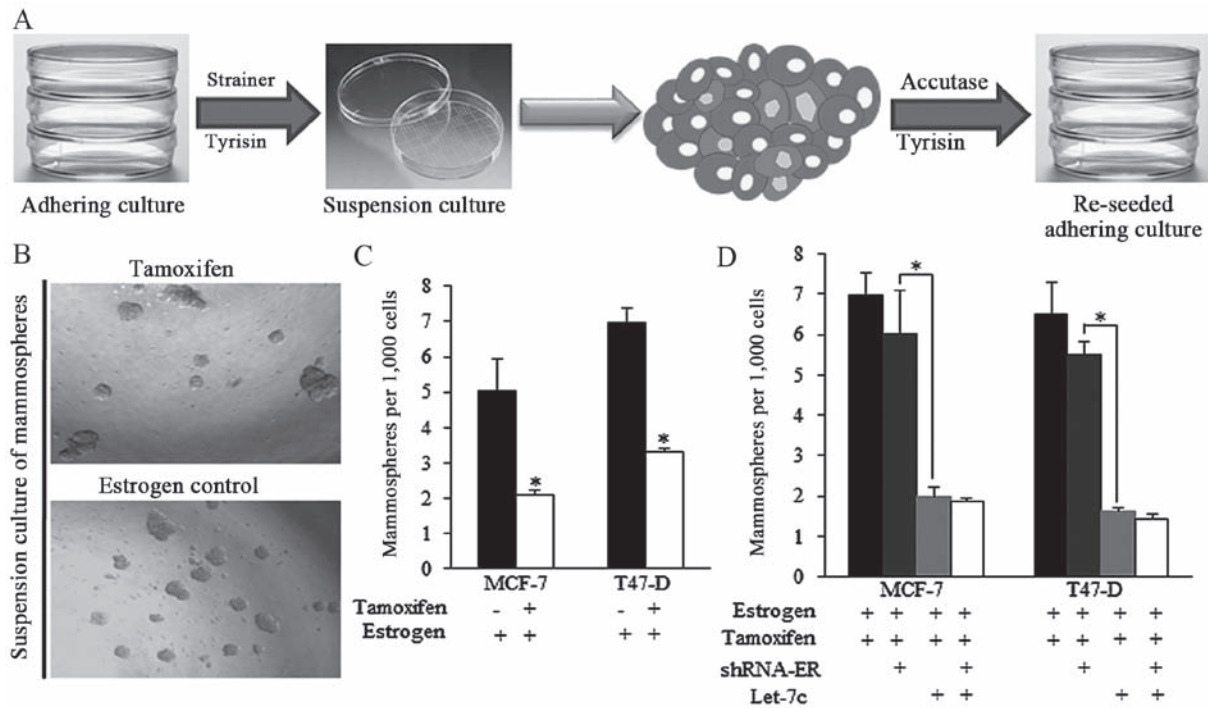 A
Strainer
Tyrisin
Accutase
Tyrisin
Adhering culture
Suspension culture
Re-seeded
adhering culture
B
Suspension culture of mammospheres
Tamoxifen
Estrogen control
C
Mammospheres per 1,000 cells
8
7
6
5
4
3
2
1
0
*
*
MCF-7
T47-D
Tamoxifen - + - +
Estrogen + + + +
D
Mammospheres per 1,000 cells
8
7
6
5
4
3
2
1
0
*
*
MCF-7
T47-D
Estrogen + + + + + + + +
Tamoxifen + + + + + + + +
shRNA-ER + + + +
Let-7c + + + +